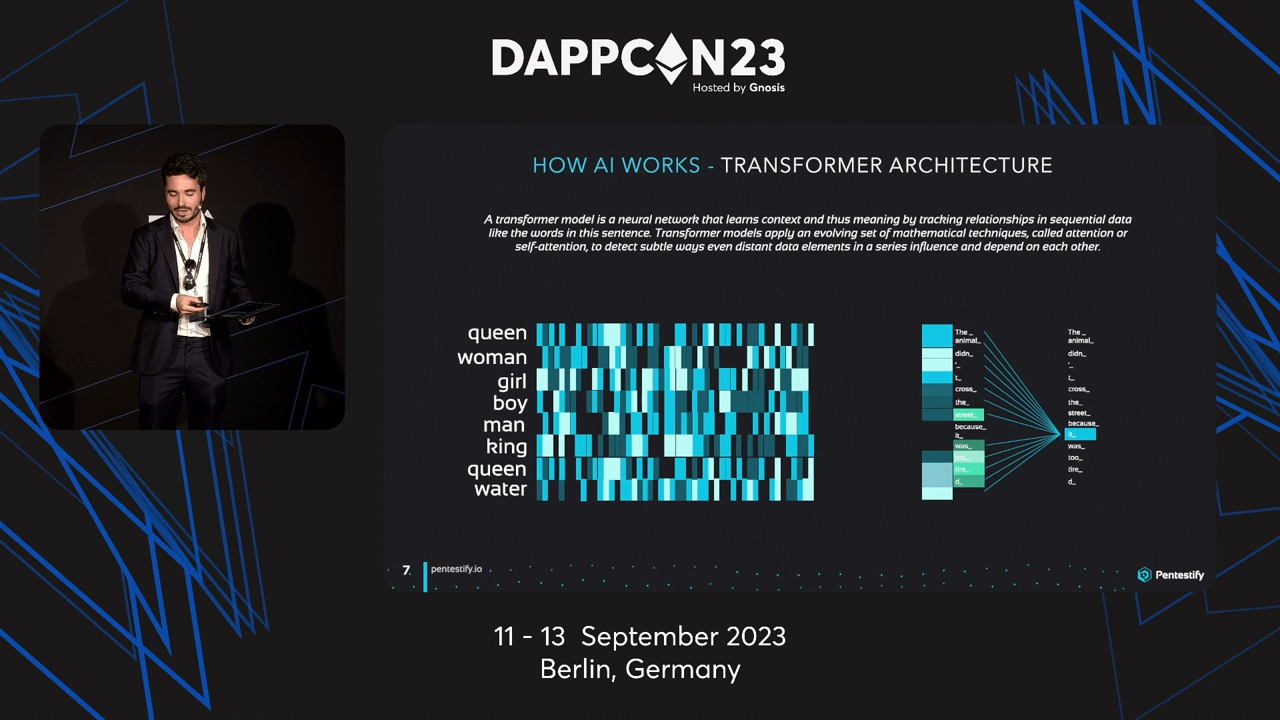 DAPPCON23
Hosted by Gnosis
HOW AI WORKS - TRANSFORMER ARCHITECTURE
A transformer model is a neural network that learns context and thus meaning by tracking relationships in sequential data
like the words in this sentence. Transformer models apply an evolving set of mathematical techniques, called attention or
self-attention, to detect subtle ways even distant data elements in a series influence and depend on each other.
queen
woman
girl
boy
man
king
queen
water
The_
animal_
didn_
'_
t_
cross_
the_
street_
because_
it_
was_
too_
tire_
d_
The_
animal_
didn_
'_
t_
cross_
the_
street_
because_
it_
was_
too_
tire_
d_
7
pentestify.io
Pentestify
11 - 13 September 2023
Berlin, Germany